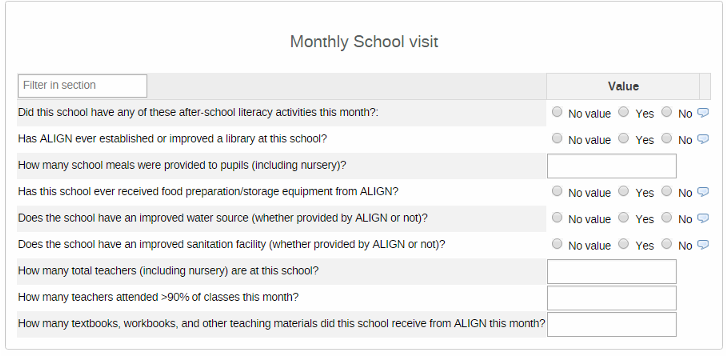 Monthly School visit
Filter in section Value
Did this school have any of these after-school literacy activities this month?: No value Yes No
Has ALIGN ever established or improved a library at this school? No value Yes No
How many school meals were provided to pupils (including nursery)?
Has this school ever received food preparation/storage equipment from ALIGN? No value Yes No
Does the school have an improved water source (whether provided by ALIGN or not)? No value Yes No
Does the school have an improved sanitation facility (whether provided by ALIGN or not)? No value Yes No
How many total teachers (including nursery) are at this school?
How many teachers attended >90% of classes this month?
How many textbooks, workbooks, and other teaching materials did this school receive from ALIGN this month?